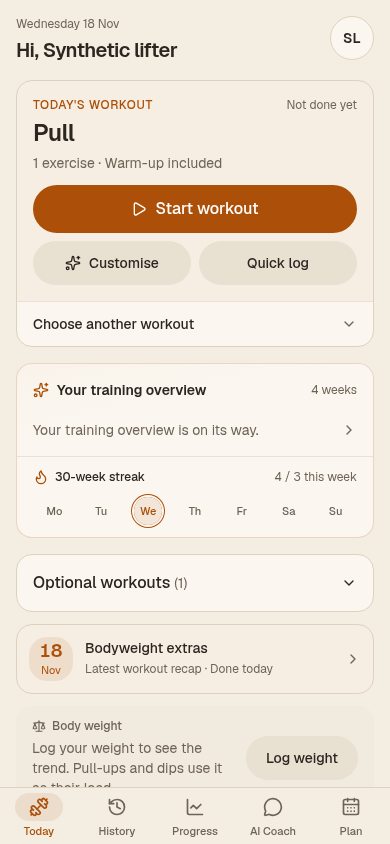 Wednesday 18 Nov
Hi, Synthetic lifter
SL
TODAY'S WORKOUT
Not done yet
Pull
1 exercise · Warm-up included
Start workout
Customise
Quick log
Choose another workout
Your training overview
4 weeks
Your training overview is on its way.
30-week streak
4 / 3 this week
Mo Tu We Th Fr Sa Su
Optional workouts (1)
18
Nov
Bodyweight extras
Latest workout recap · Done today
Body weight
Log your weight to see the
trend. Pull-ups and dips use it
as their load.
Log weight
Today History Progress AI Coach Plan